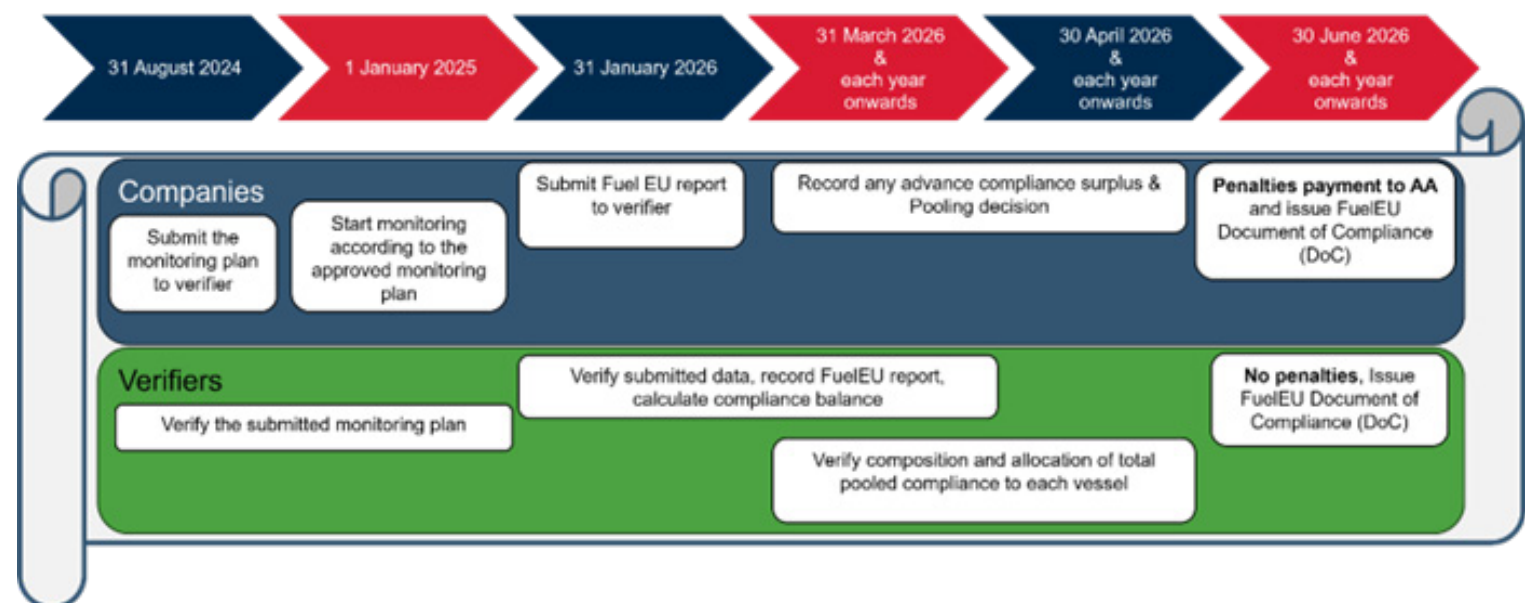 31 August 2024
1 January 2025
31 January 2026
31 March 2026
&
each year
onwards
30 April 2026
&
each year
onwards
30 June 2026
&
each year
onwards
Companies
Submit the
monitoring plan
to verifier
Start monitoring
according to the
approved monitoring
plan
Submit Fuel EU report
to verifier
Record any advance compliance surplus &
Pooling decision
Penalties payment to AA
and issue FuelEU
Document of Compliance
(DoC)
Verifiers
Verify the submitted monitoring plan
Verify submitted data, record FuelEU report,
calculate compliance balance
Verify composition and allocation of total
pooled compliance to each vessel
No penalties, Issue
FuelEU Document of
Compliance (DoC)